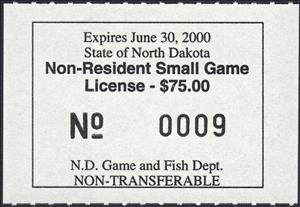 Expires June 30, 2000
State of North Dakota
Non-Resident Small Game
License - $75.00
Nº 0009
N.D. Game and Fish Dept.
NON-TRANSFERABLE